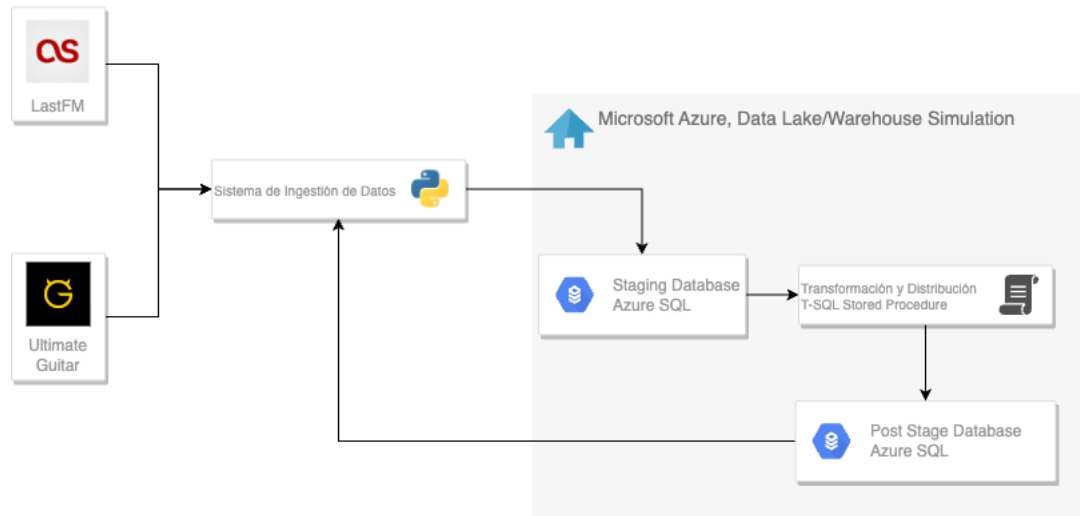 LastFM
Microsoft Azure, Data Lake/Warehouse Simulation
Sistema de Ingestión de Datos
Staging Database
Azure SQL
Transformación y Distribución
T-SQL Stored Procedure
Ultimate
Guitar
Post Stage Database
Azure SQL